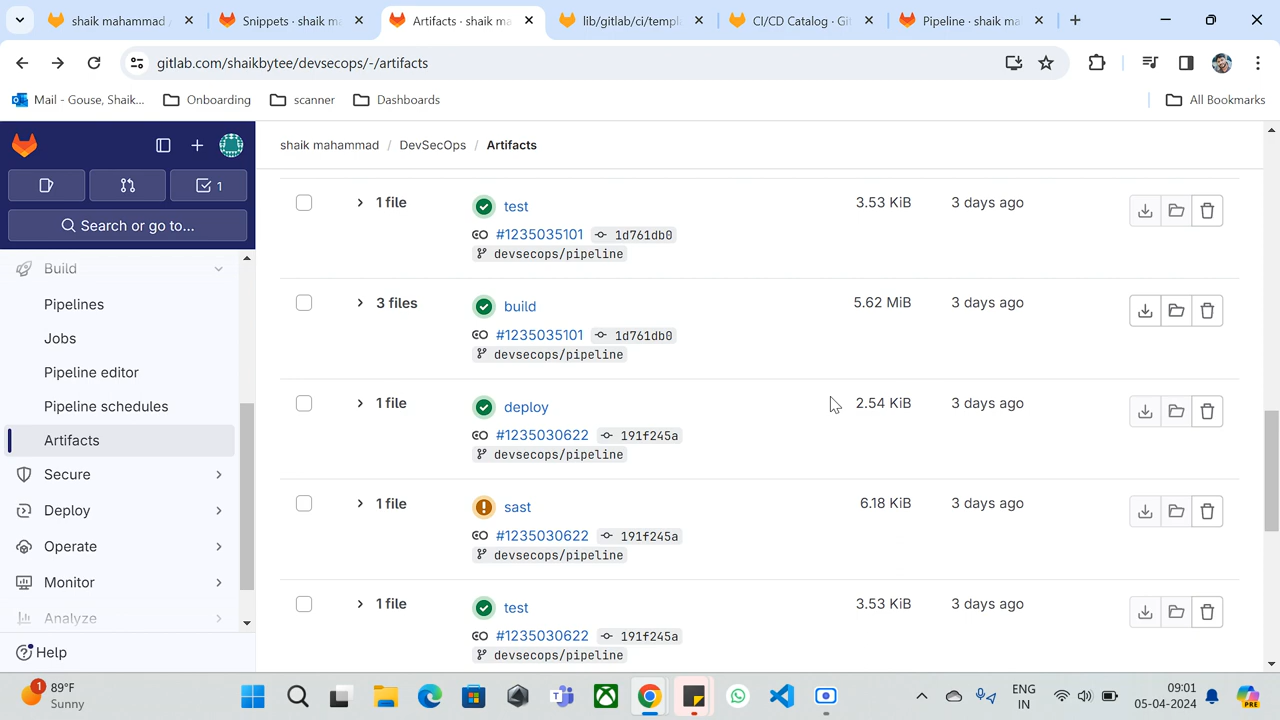 shaik mahammad /
Snippets · shaik m
Artifacts · shaik ma
lib/gitlab/ci/templ
CI/CD Catalog · Git
Pipeline · shaik ma
gitlab.com/shaikbytee/devsecops/-/artifacts
Mail - Gouse, Shaik...
Onboarding
scanner
Dashboards
All Bookmarks
shaik mahammad / DevSecOps / Artifacts
1
Search or go to...
Build
Pipelines
Jobs
Pipeline editor
Pipeline schedules
Artifacts
Secure
Deploy
Operate
Monitor
Analyze
Help
1 file test 3.53 KiB 3 days ago
#1235035101 1d761db0
devsecops/pipeline
3 files build 5.62 MiB 3 days ago
#1235035101 1d761db0
devsecops/pipeline
1 file deploy 2.54 KiB 3 days ago
#1235030622 191f245a
devsecops/pipeline
1 file sast 6.18 KiB 3 days ago
#1235030622 191f245a
devsecops/pipeline
1 file test 3.53 KiB 3 days ago
#1235030622 191f245a
devsecops/pipeline
1
89°F
Sunny
ENG
IN
09:01
05-04-2024
PRE